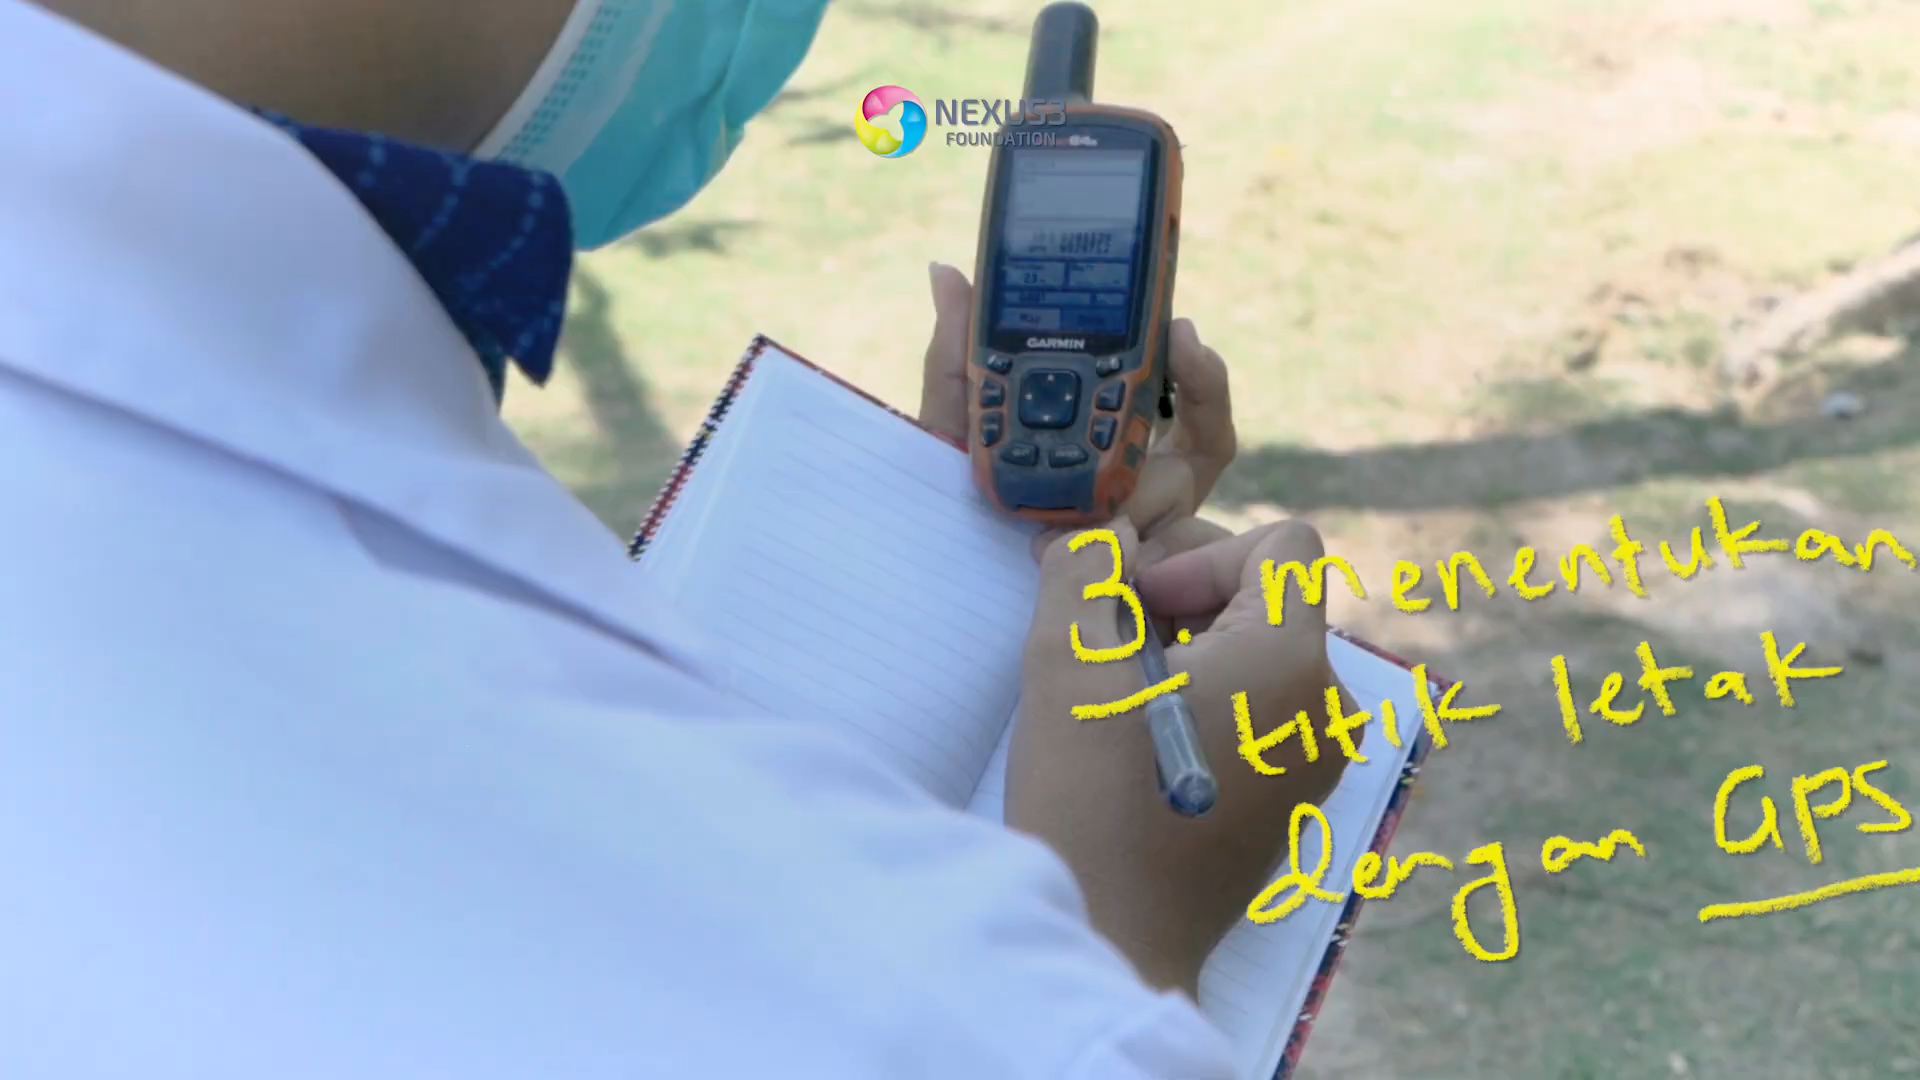 NEXUS3
FOUNDATION
GARMIN
3. menentukan
titik letak
dengan GPS